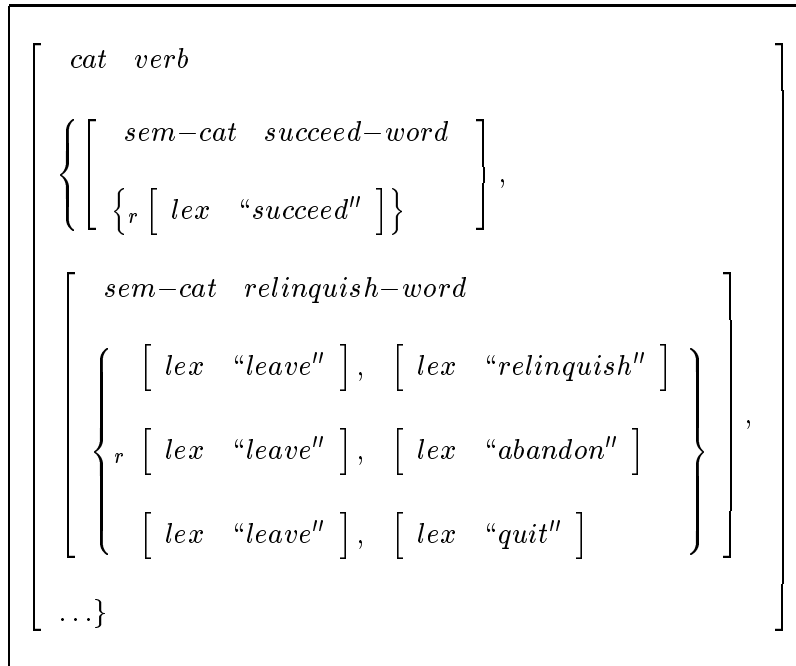 cat verb
{[ sem−cat succeed−word
{r [ lex “succeed″ ]} ] ,
[ sem−cat relinquish−word
[ lex “leave″ ] , [ lex “relinquish″ ]
{r [ lex “leave″ ] , [ lex “abandon″ ] } ] ,
[ lex “leave″ ] , [ lex “quit″ ]
...}